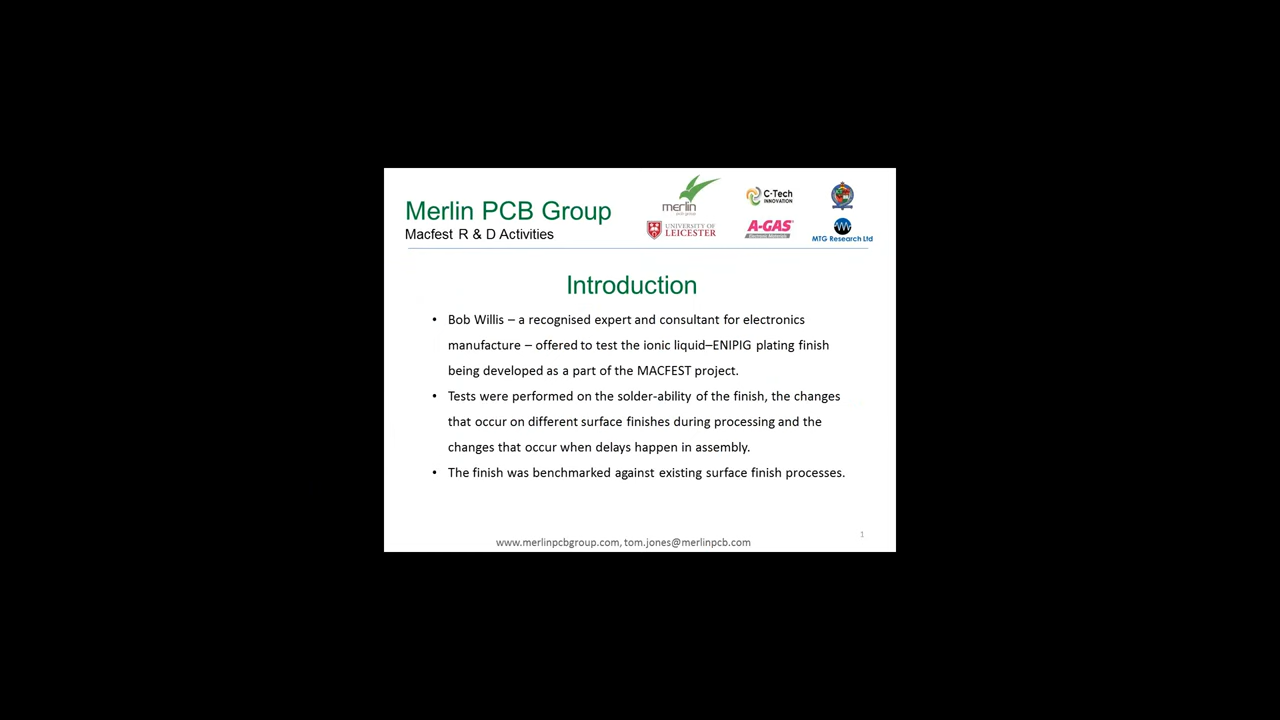 Merlin PCB Group
Macfest R & D Activities
merlin
C-Tech
INNOVATION
UNIVERSITY OF
LEICESTER
A-GAS
Electronic Materials
MTG Research Ltd
Introduction
• Bob Willis – a recognised expert and consultant for electronics
manufacture – offered to test the ionic liquid–ENIPIG plating finish
being developed as a part of the MACFEST project.
• Tests were performed on the solder-ability of the finish, the changes
that occur on different surface finishes during processing and the
changes that occur when delays happen in assembly.
• The finish was benchmarked against existing surface finish processes.
1
www.merlinpcbgroup.com, tom.jones@merlinpcb.com